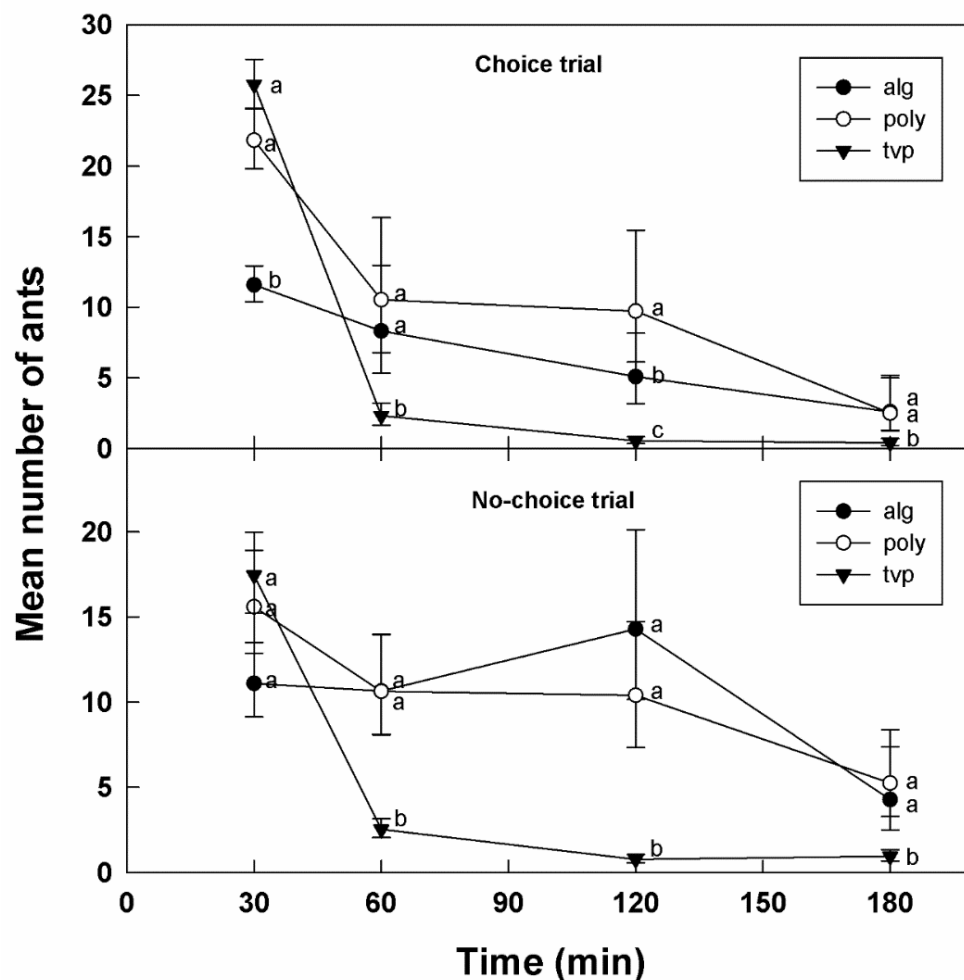 Mean number of ants
30
25
20
15
10
5
0
Choice trial
alg
poly
tvp
a
a
b
a
a
b
a
b
c
a
a
b
20
15
10
5
0
No-choice trial
alg
poly
tvp
a
a
a
a
a
b
a
a
b
a
a
b
0
30
60
90
120
150
180
Time (min)